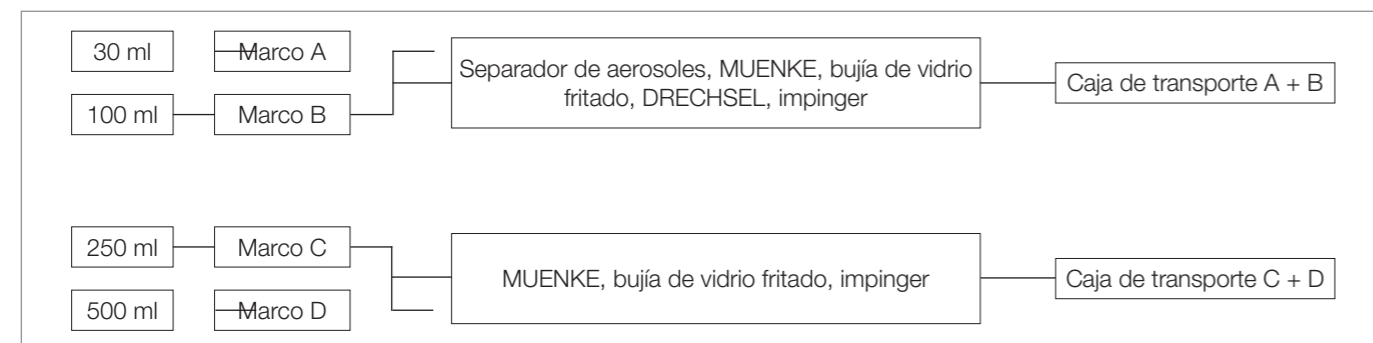 30 ml
Marco A
Separador de aerosoles, MUENKE, bujía de vidrio
fritado, DRECHSEL, impinger
Caja de transporte A + B
100 ml
Marco B
250 ml
Marco C
MUENKE, bujía de vidrio fritado, impinger
Caja de transporte C + D
500 ml
Marco D